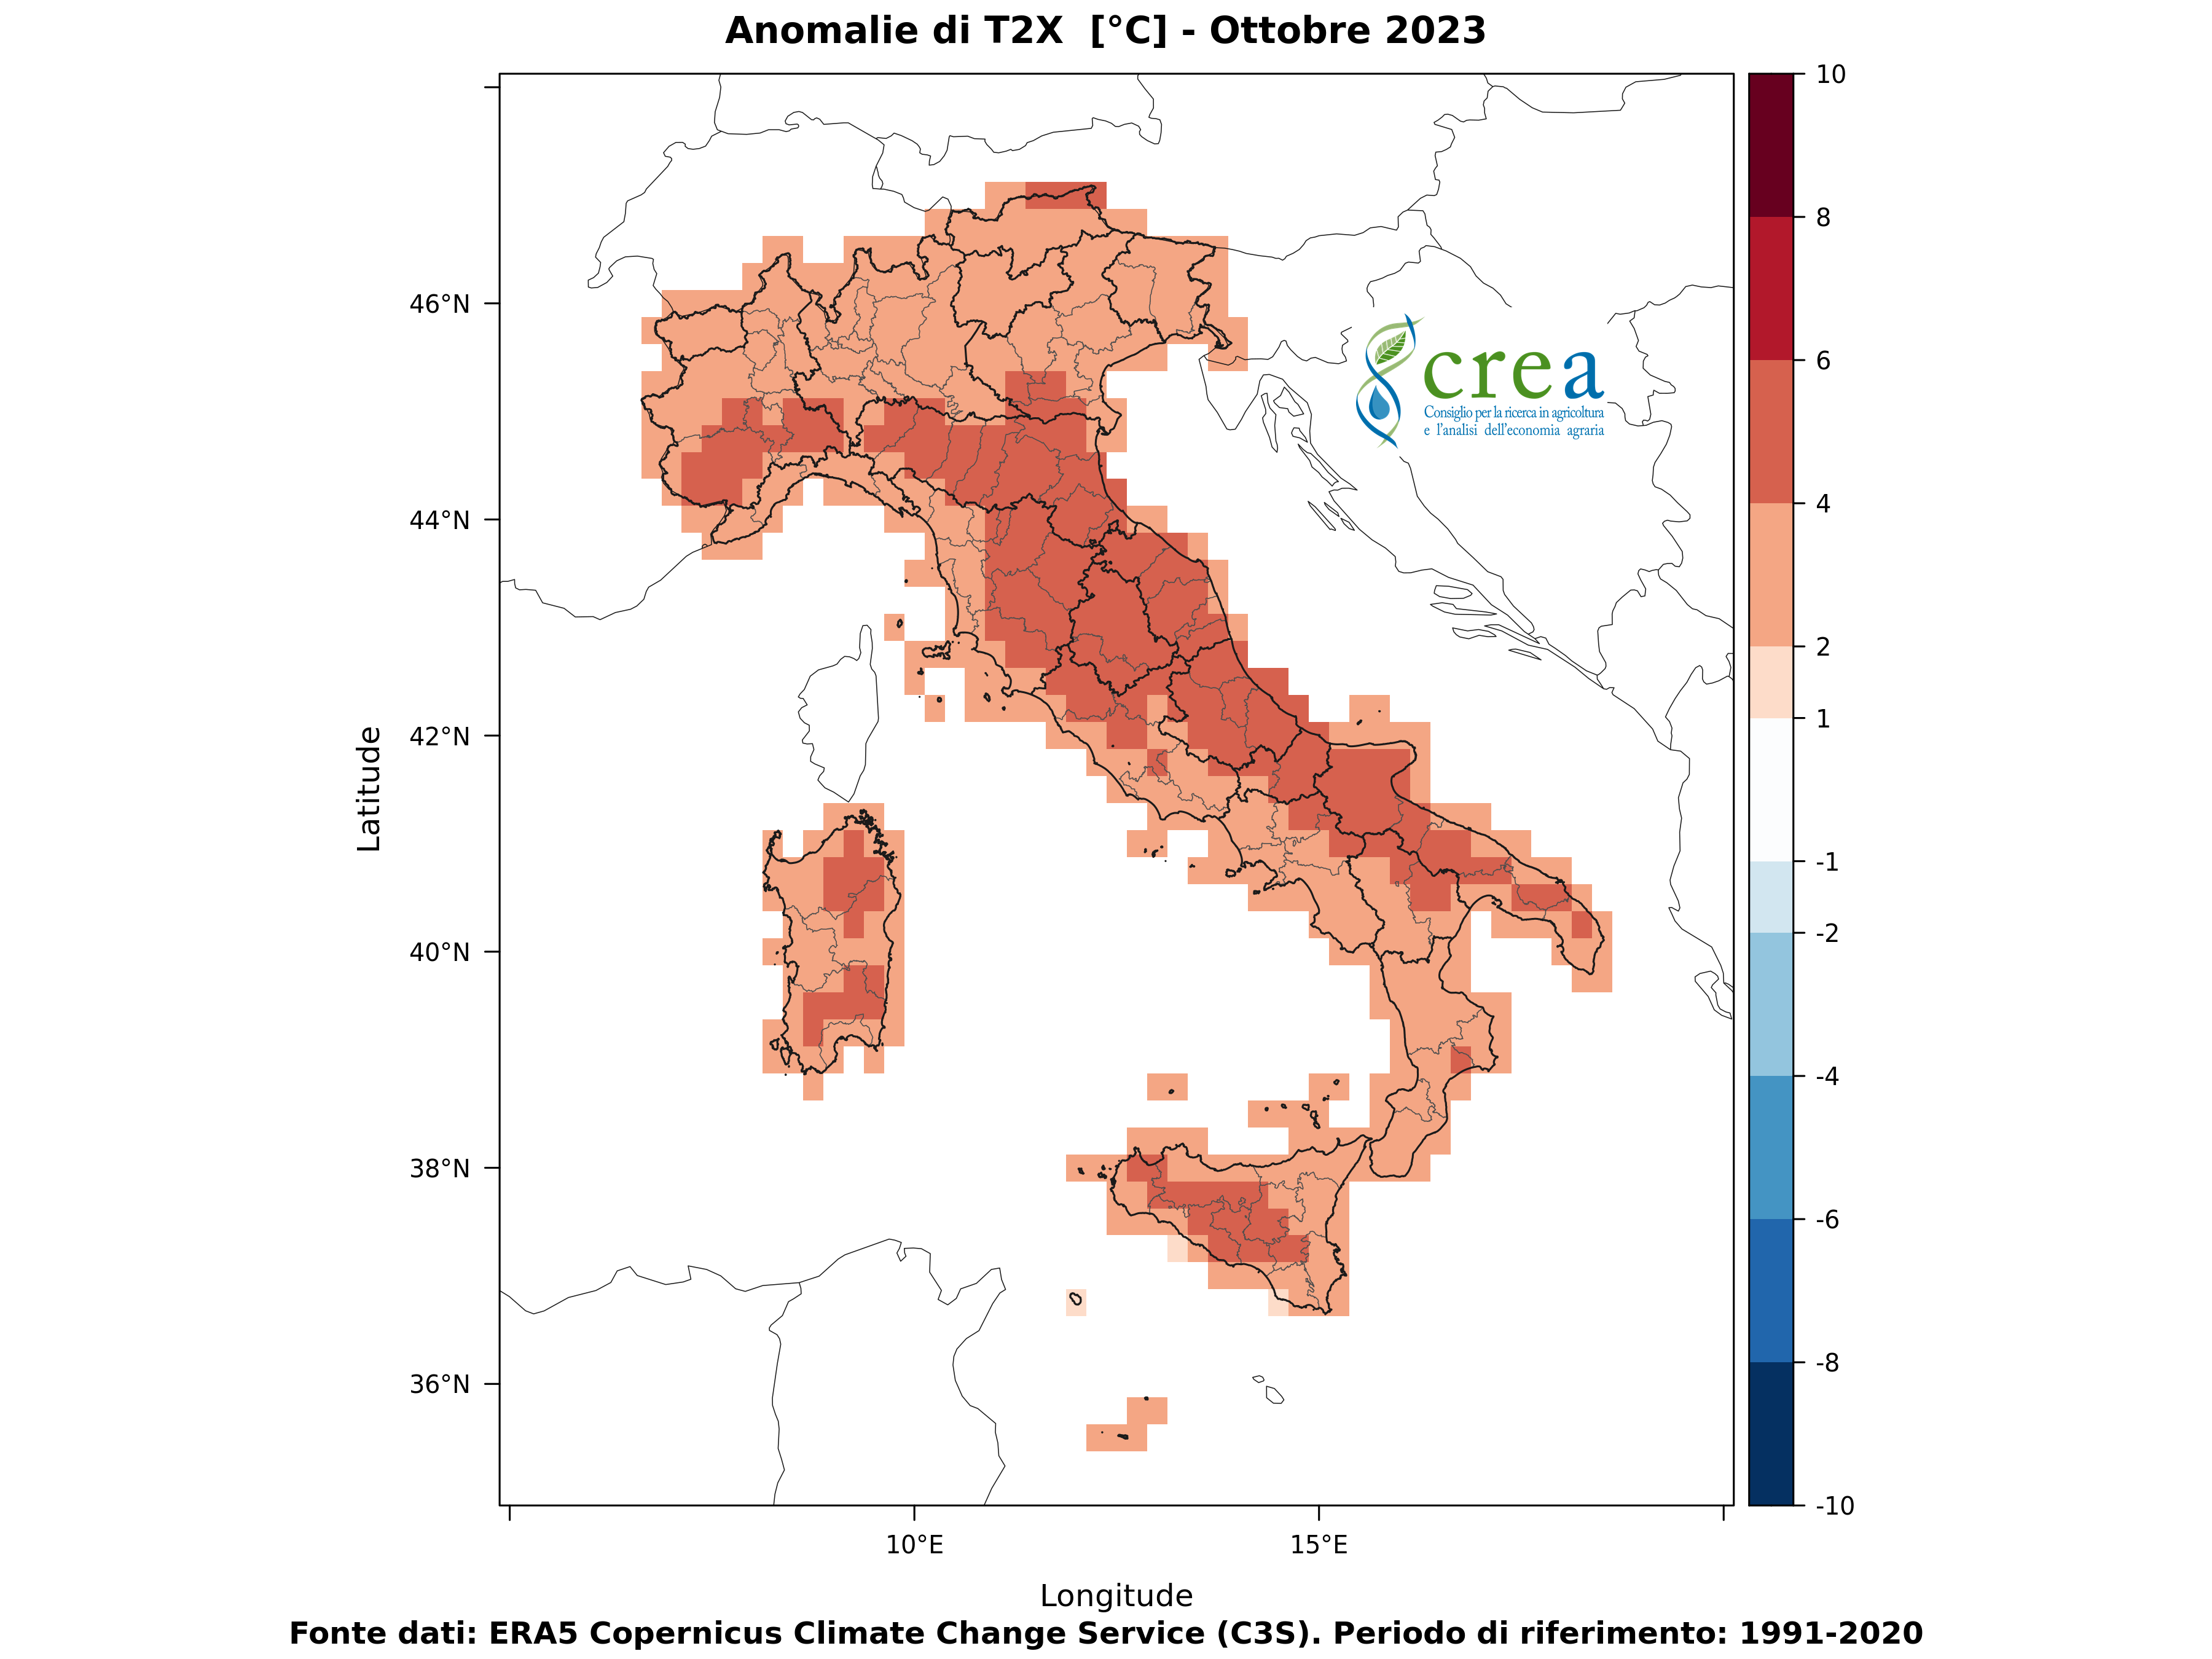 Anomalie di T2X [°C] - Ottobre 2023
10
8
6
4
2
1
-1
-2
-4
-6
-8
-10
46°N
44°N
42°N
40°N
38°N
36°N
Latitude
crea
Consiglio per la ricerca in agricoltura
e l'analisi dell'economia agraria
10°E
15°E
Longitude
Fonte dati: ERA5 Copernicus Climate Change Service (C3S). Periodo di riferimento: 1991-2020